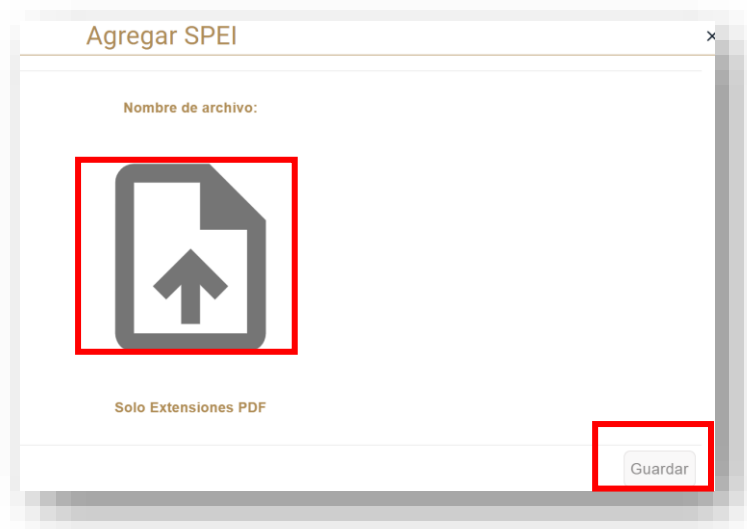 Agregar SPEI
×
Nombre de archivo:
Solo Extensiones PDF
Guardar